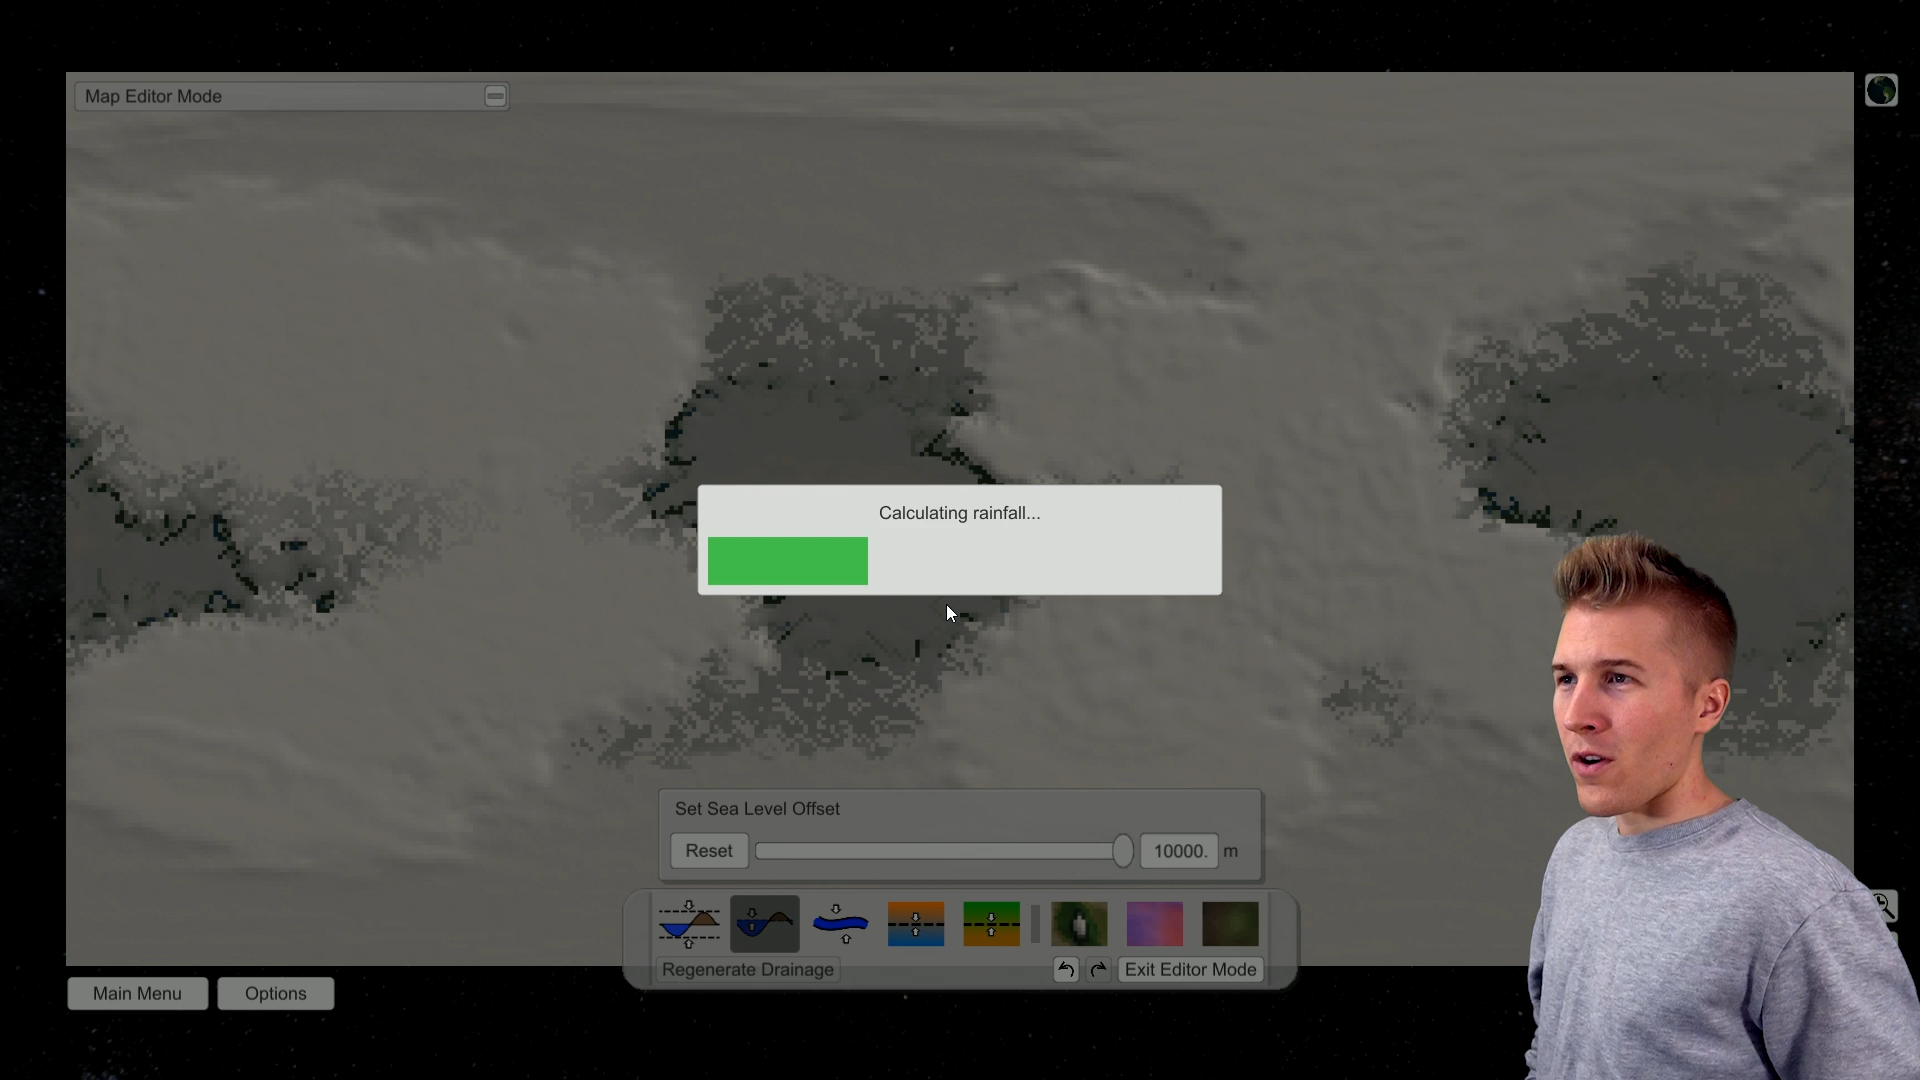 Map Editor Mode
Calculating rainfall...
Set Sea Level Offset
Reset
10000. m
Regenerate Drainage
Exit Editor Mode
Main Menu
Options